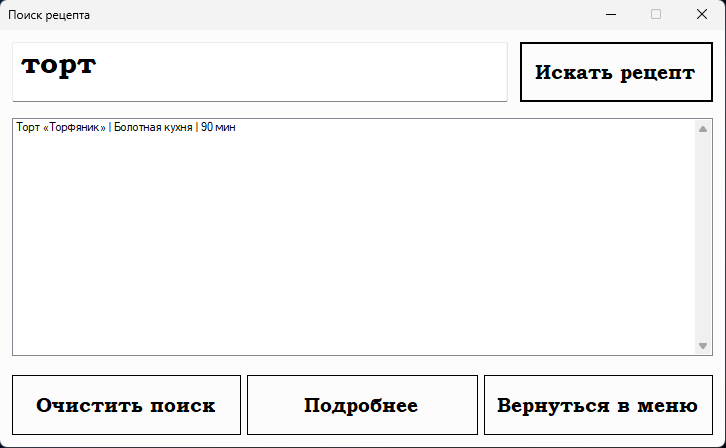 Поиск рецепта
торт
Искать рецепт
Торт «Торфяник» | Болотная кухня | 90 мин
Очистить поиск
Подробнее
Вернуться в меню